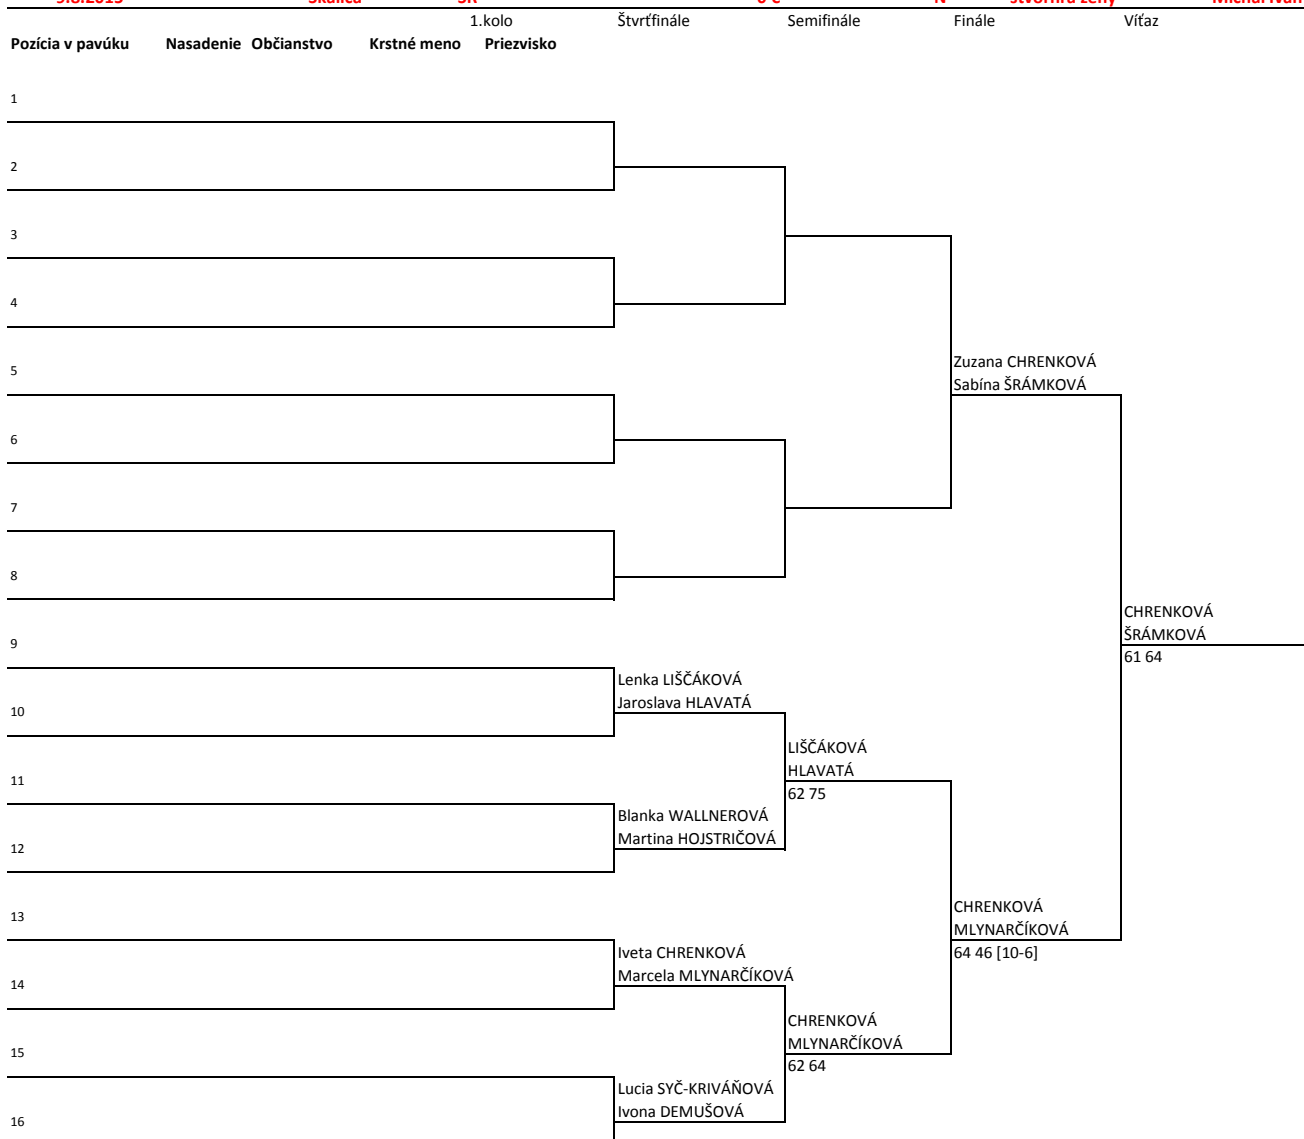 1.kolo Štvrťfinále Semifinále Finále Víťaz
Pozícia v pavúku Nasadenie Občianstvo Krstné meno Priezvisko
1
2
3
4
5
Zuzana CHRENKOVÁ
Sabína ŠRÁMKOVÁ
6
7
8
CHRENKOVÁ
ŠRÁMKOVÁ
61 64
9
Lenka LIŠČÁKOVÁ
Jaroslava HLAVATÁ
10
LIŠČÁKOVÁ
HLAVATÁ
62 75
11
Blanka WALLNEROVÁ
Martina HOJSTRIČOVÁ
12
CHRENKOVÁ
MLYNARČÍKOVÁ
64 46 [10-6]
13
Iveta CHRENKOVÁ
Marcela MLYNARČÍKOVÁ
14
CHRENKOVÁ
MLYNARČÍKOVÁ
62 64
15
Lucia SYČ-KRIVÁŇOVÁ
Ivona DEMUŠOVÁ
16